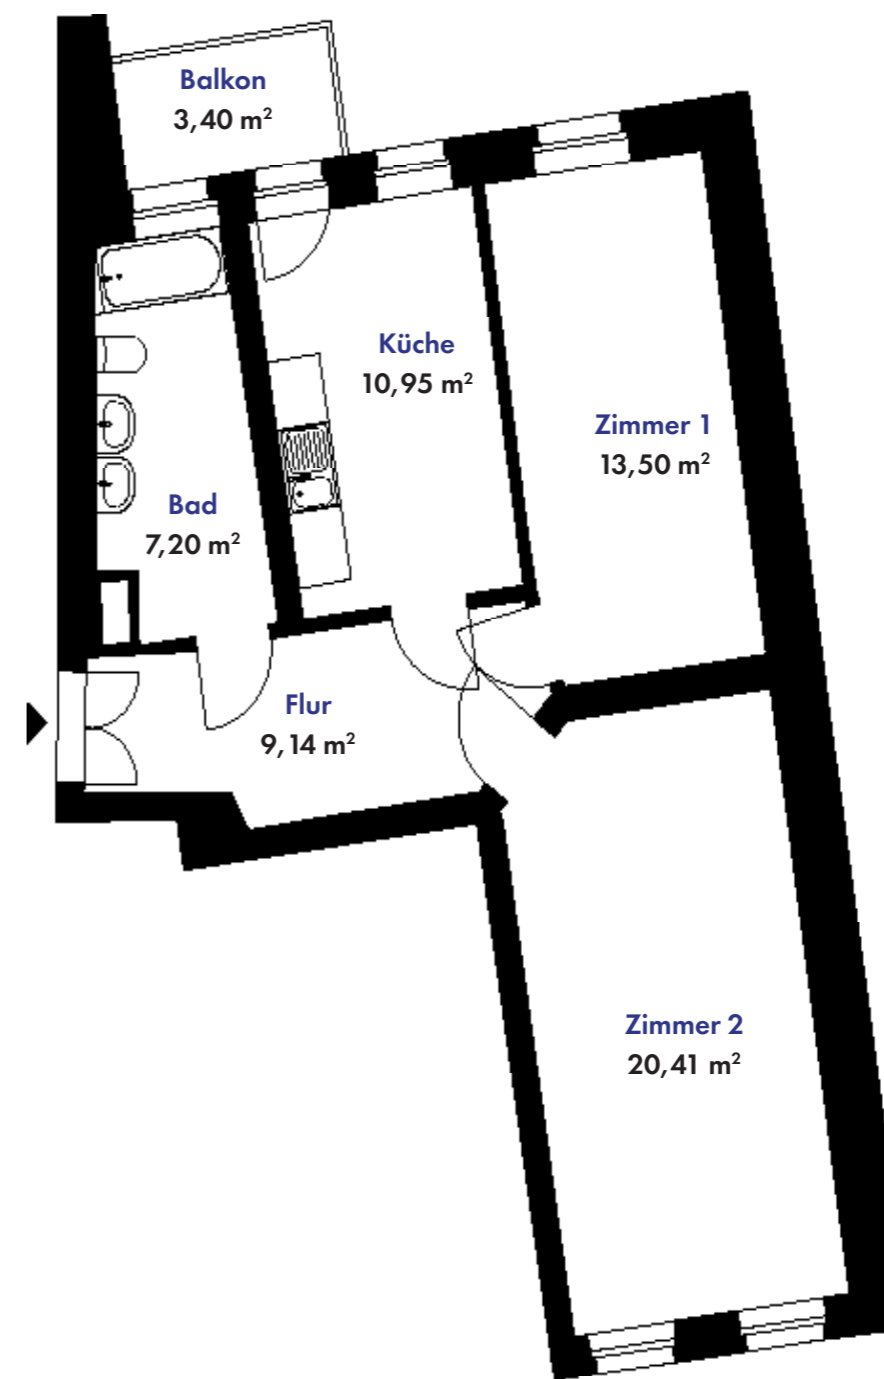 Balkon
3,40 m²
Küche
10,95 m²
Zimmer 1
13,50 m²
Bad
7,20 m²
Flur
9,14 m²
Zimmer 2
20,41 m²